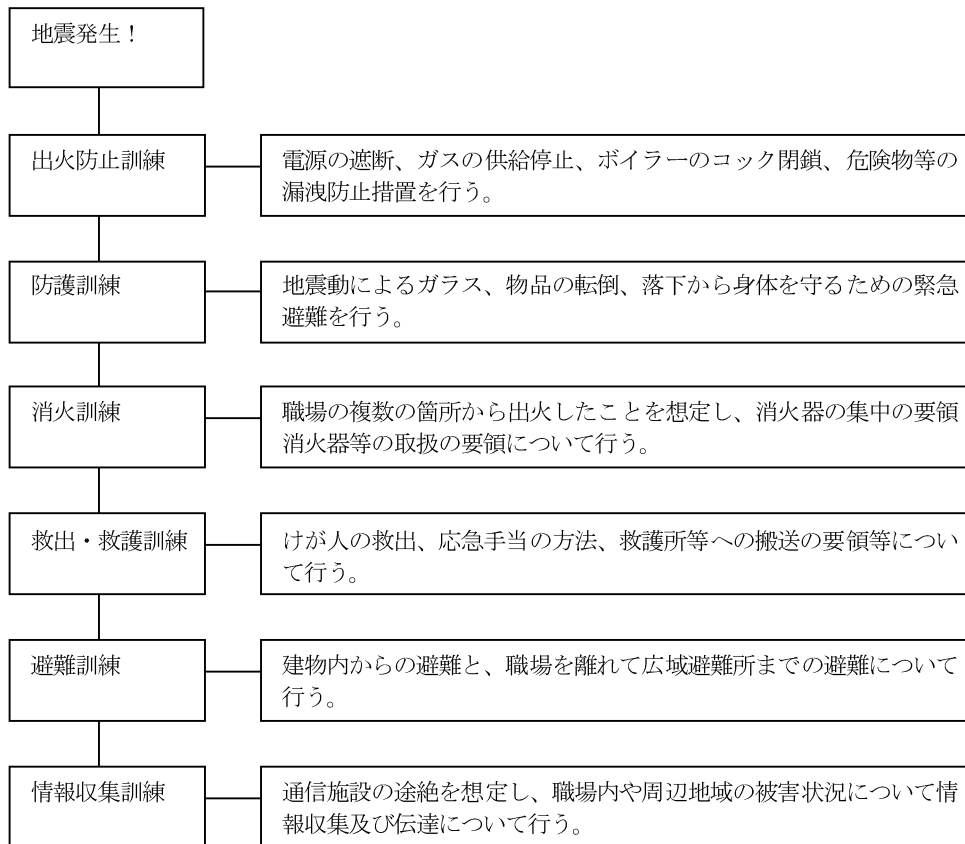 地震発生！
出火防止訓練
電源の遮断、ガスの供給停止、ボイラーのコック閉鎖、危険物等の
漏洩防止措置を行う。
防護訓練
地震動によるガラス、物品の転倒、落下から身体を守るための緊急
避難を行う。
消火訓練
職場の複数の箇所から出火したことを想定し、消火器の集中の要領
消火器等の取扱の要領について行う。
救出・救護訓練
けが人の救出、応急手当の方法、救護所等への搬送の要領等につい
て行う。
避難訓練
建物内からの避難と、職場を離れて広域避難所までの避難について
行う。
情報収集訓練
通信施設の途絶を想定し、職場内や周辺地域の被害状況について情
報収集及び伝達について行う。